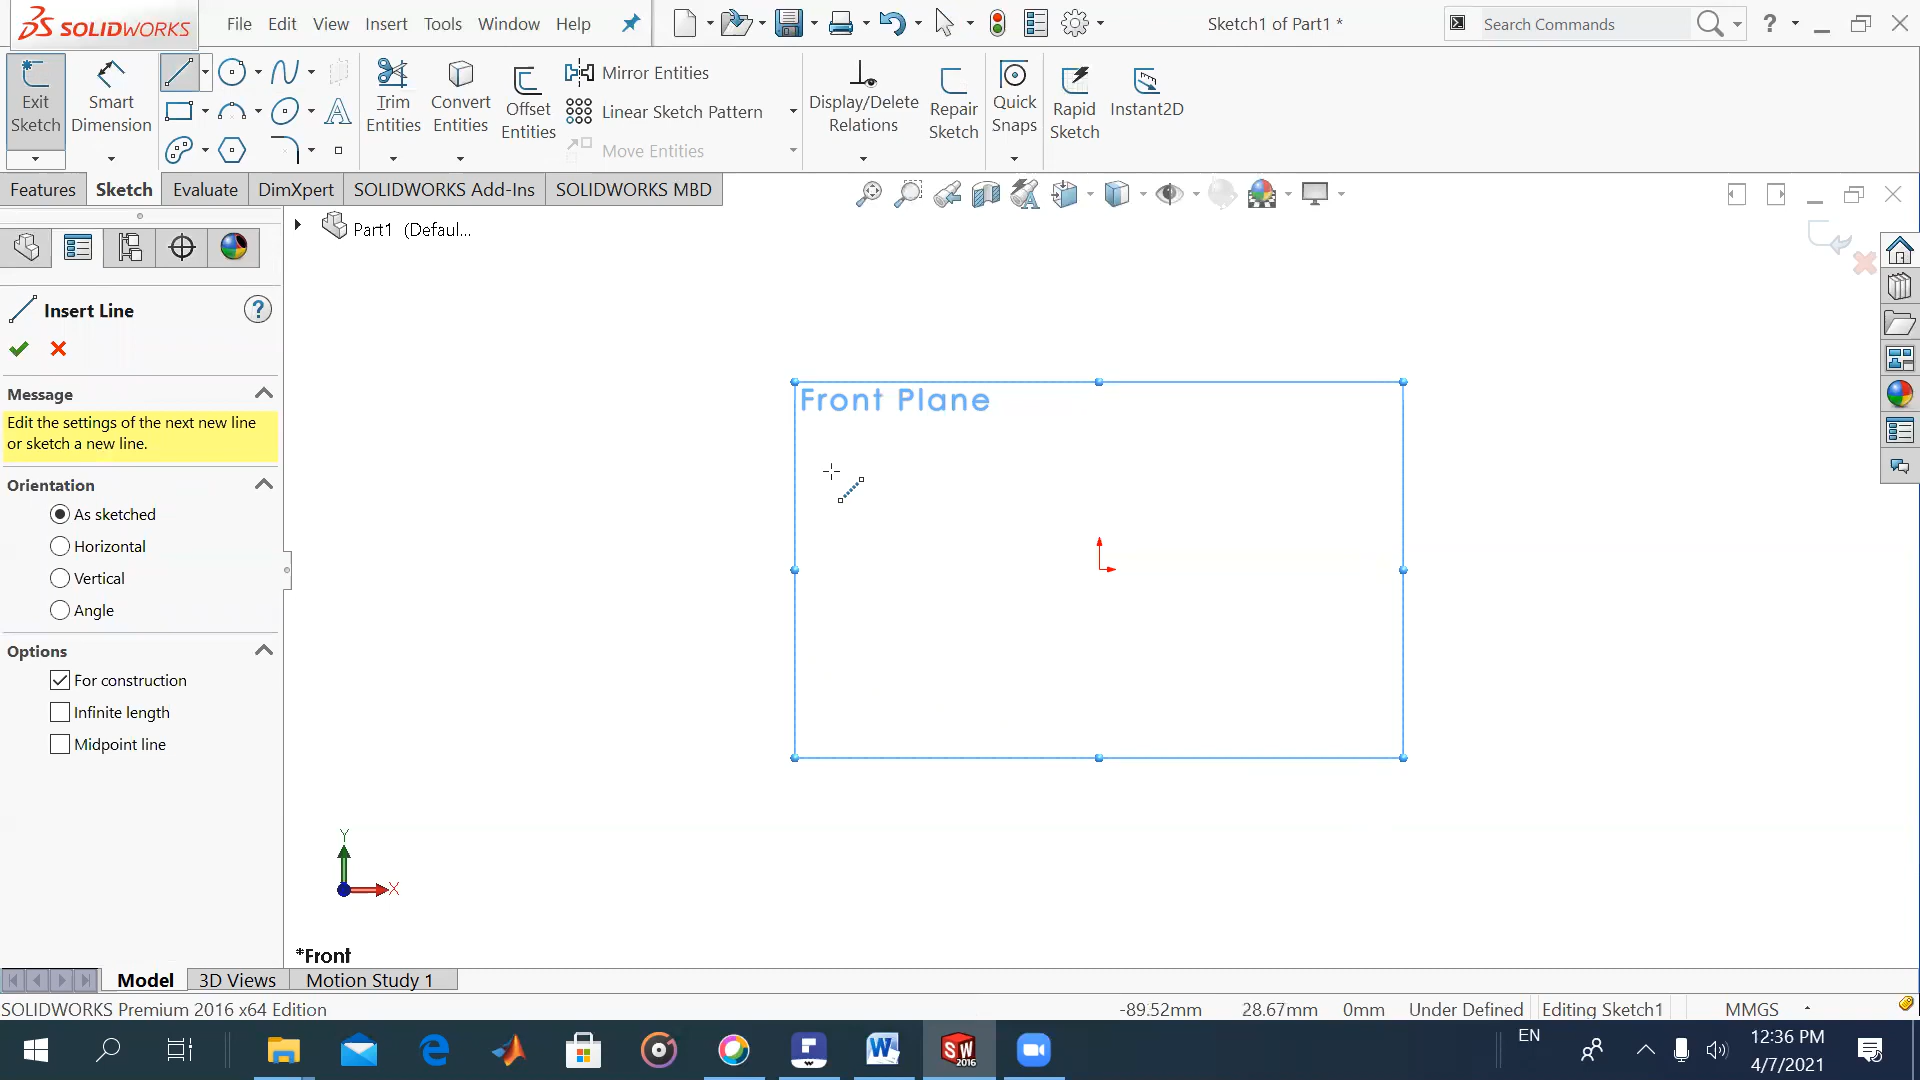 SOLIDWORKS File Edit View Insert Tools Window Help Sketch1 of Part1 * Search Commands ?
Exit Sketch Smart Dimension Trim Entities Convert Entities Offset Entities Mirror Entities Linear Sketch Pattern Move Entities Display/Delete Relations Repair Sketch Quick Snaps Rapid Sketch Instant2D
Features Sketch Evaluate DimXpert SOLIDWORKS Add-Ins SOLIDWORKS MBD
Part1 (Defaul...
Insert Line ?
Message
Edit the settings of the next new line
or sketch a new line.
Orientation
As sketched
Horizontal
Vertical
Angle
Options
For construction
Infinite length
Midpoint line
Front Plane
Y
X
*Front
Model 3D Views Motion Study 1
SOLIDWORKS Premium 2016 x64 Edition -89.52mm 28.67mm 0mm Under Defined Editing Sketch1 MMGS
EN 12:36 PM
4/7/2021
SW
2016